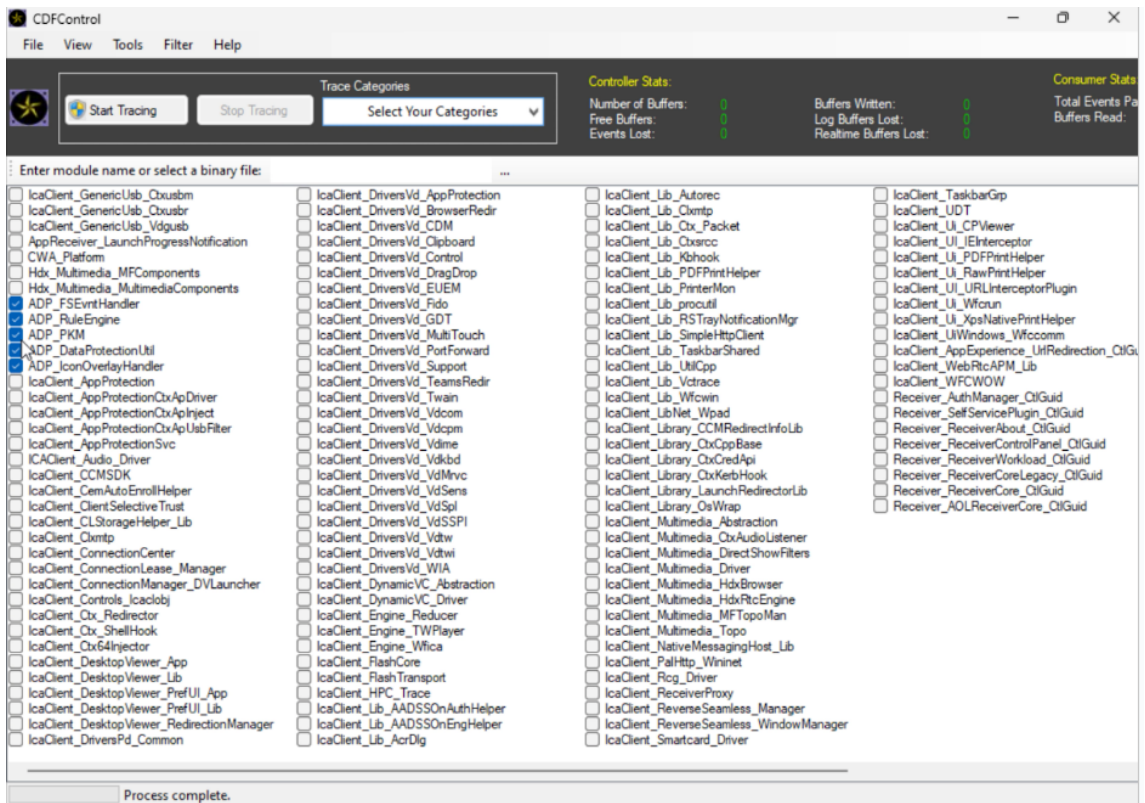 CDFControl
File View Tools Filter Help
Trace Categories
Start Tracing
Stop Tracing
Select Your Categories
Controller Stats:
Number of Buffers: 0
Free Buffers: 0
Events Lost: 0
Buffers Written: 0
Log Buffers Lost: 0
Realtime Buffers Lost: 0
Consumer Stats
Total Events Pa
Buffers Read:
Enter module name or select a binary file:
...
IcaClient_GenericUsb_Ctxusbm
IcaClient_GenericUsb_Ctxusbr
IcaClient_GenericUsb_Vdgusb
AppReceiver_LaunchProgressNotification
CWA_Platform
Hdx_Multimedia_MFComponents
Hdx_Multimedia_MultimediaComponents
ADP_FSEvntHandler
ADP_RuleEngine
ADP_PKM
ADP_DataProtectionUtil
ADP_IconOverlayHandler
IcaClient_AppProtection
IcaClient_AppProtectionCtxApDriver
IcaClient_AppProtectionCtxApInject
IcaClient_AppProtectionCtxApUsbFilter
IcaClient_AppProtectionSvc
ICAClient_Audio_Driver
IcaClient_CCMSDK
IcaClient_CemAutoEnrollHelper
IcaClient_ClientSelectiveTrust
IcaClient_CLStorageHelper_Lib
IcaClient_Clxmtp
IcaClient_ConnectionCenter
IcaClient_ConnectionLease_Manager
IcaClient_ConnectionManager_DVLauncher
IcaClient_Controls_Icaclobj
IcaClient_Ctx_Redirector
IcaClient_Ctx_ShellHook
IcaClient_Ctx64Injector
IcaClient_DesktopViewer_App
IcaClient_DesktopViewer_Lib
IcaClient_DesktopViewer_PrefUI_App
IcaClient_DesktopViewer_PrefUI_Lib
IcaClient_DesktopViewer_RedirectionManager
IcaClient_DriversPd_Common
IcaClient_DriversVd_AppProtection
IcaClient_DriversVd_BrowserRedir
IcaClient_DriversVd_CDM
IcaClient_DriversVd_Clipboard
IcaClient_DriversVd_Control
IcaClient_DriversVd_DragDrop
IcaClient_DriversVd_EUEM
IcaClient_DriversVd_Fido
IcaClient_DriversVd_GDT
IcaClient_DriversVd_MultiTouch
IcaClient_DriversVd_PortForward
IcaClient_DriversVd_Support
IcaClient_DriversVd_TeamsRedir
IcaClient_DriversVd_Twain
IcaClient_DriversVd_Vdcom
IcaClient_DriversVd_Vdcpm
IcaClient_DriversVd_Vdime
IcaClient_DriversVd_Vdkbd
IcaClient_DriversVd_VdMrvc
IcaClient_DriversVd_VdSens
IcaClient_DriversVd_VdSpl
IcaClient_DriversVd_VdSSPI
IcaClient_DriversVd_Vdtw
IcaClient_DriversVd_Vdtwi
IcaClient_DriversVd_WIA
IcaClient_DynamicVC_Abstraction
IcaClient_DynamicVC_Driver
IcaClient_Engine_Reducer
IcaClient_Engine_TWPlayer
IcaClient_Engine_Wfica
IcaClient_FlashCore
IcaClient_FlashTransport
IcaClient_HPC_Trace
IcaClient_Lib_AADSSOnAuthHelper
IcaClient_Lib_AADSSOnEngHelper
IcaClient_Lib_AcrDlg
IcaClient_Lib_Autorec
IcaClient_Lib_Clxmtp
IcaClient_Lib_Ctx_Packet
IcaClient_Lib_Ctxsrcc
IcaClient_Lib_Kbhook
IcaClient_Lib_PDFPrintHelper
IcaClient_Lib_PrinterMon
IcaClient_Lib_procutil
IcaClient_Lib_RSTrayNotificationMgr
IcaClient_Lib_SimpleHttpClient
IcaClient_Lib_TaskbarShared
IcaClient_Lib_UtilCpp
IcaClient_Lib_Vctrace
IcaClient_Lib_Wfcwin
IcaClient_LibNet_Wpad
IcaClient_Library_CCMRedirectInfoLib
IcaClient_Library_CtxCppBase
IcaClient_Library_CtxCredApi
IcaClient_Library_CtxKerbHook
IcaClient_Library_LaunchRedirectorLib
IcaClient_Library_OsWrap
IcaClient_Multimedia_Abstraction
IcaClient_Multimedia_CtxAudioListener
IcaClient_Multimedia_DirectShowFilters
IcaClient_Multimedia_Driver
IcaClient_Multimedia_HdxBrowser
IcaClient_Multimedia_HdxRtcEngine
IcaClient_Multimedia_MFTopoMan
IcaClient_Multimedia_Topo
IcaClient_NativeMessagingHost_Lib
IcaClient_PalHttp_Wininet
IcaClient_Rcg_Driver
IcaClient_ReceiverProxy
IcaClient_ReverseSeamless_Manager
IcaClient_ReverseSeamless_WindowManager
IcaClient_Smartcard_Driver
IcaClient_TaskbarGrp
IcaClient_UDT
IcaClient_Ui_CPViewer
IcaClient_UI_IEInterceptor
IcaClient_Ui_PDFPrintHelper
IcaClient_Ui_RawPrintHelper
IcaClient_UI_URLInterceptorPlugin
IcaClient_Ui_Wfcrun
IcaClient_Ui_XpsNativePrintHelper
IcaClient_UiWindows_Wfccomm
IcaClient_AppExperience_UrlRedirection_CtlGu
IcaClient_WebRtcAPM_Lib
IcaClient_WFCWOW
Receiver_AuthManager_CtlGuid
Receiver_SelfServicePlugin_CtlGuid
Receiver_ReceiverAbout_CtlGuid
Receiver_ReceiverControlPanel_CtlGuid
Receiver_ReceiverWorkload_CtlGuid
Receiver_ReceiverCoreLegacy_CtlGuid
Receiver_ReceiverCore_CtlGuid
Receiver_AOLReceiverCore_CtlGuid
Process complete.